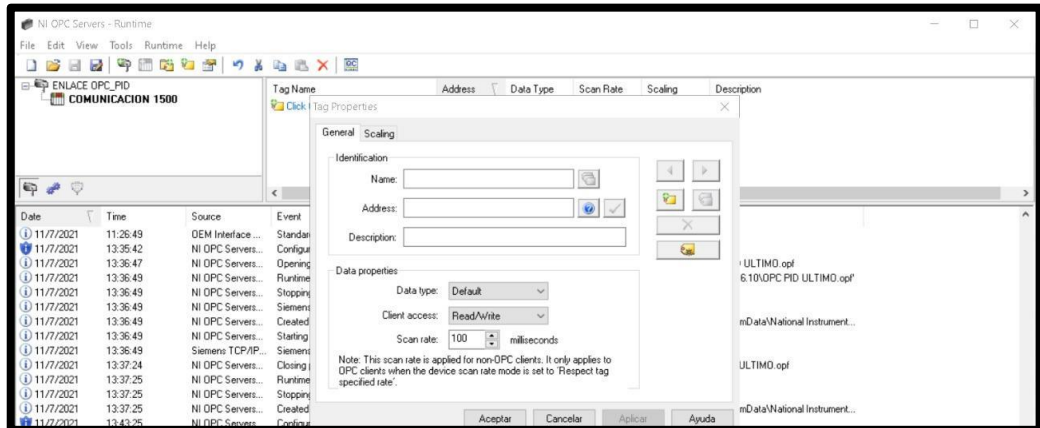 NI OPC Servers - Runtime
File Edit View Tools Runtime Help
ENLACE OPC_PID
COMUNICACION 1500
Tag Name Address Data Type Scan Rate Scaling Description
Click
Tag Properties
General Scaling
Identification
Name:
Address:
Description:
Data properties
Data type: Default
Client access: Read/Write
Scan rate: 100 milliseconds
Note: This scan rate is applied for non-OPC clients. It only applies to
OPC clients when the device scan rate mode is set to 'Respect tag
specified rate'.
Aceptar Cancelar Aplicar Ayuda
Date Time Source Event
11/7/2021 11:26:49 OEM Interface ... Standar
11/7/2021 13:35:42 NI OPC Servers... Configur
11/7/2021 13:36:47 NI OPC Servers... Opening ULTIMO.opf
11/7/2021 13:36:49 NI OPC Servers... Runtime 6.10\OPC PID ULTIMO.opf'
11/7/2021 13:36:49 NI OPC Servers... Stopping
11/7/2021 13:36:49 NI OPC Servers... Siemens
11/7/2021 13:36:49 NI OPC Servers... Created mData\National Instrument...
11/7/2021 13:36:49 NI OPC Servers... Starting
11/7/2021 13:36:49 Siemens TCP/IP... Siemens
11/7/2021 13:37:24 NI OPC Servers... Closing ULTIMO.opf
11/7/2021 13:37:25 NI OPC Servers... Runtime
11/7/2021 13:37:25 NI OPC Servers... Stopping
11/7/2021 13:37:25 NI OPC Servers... Created mData\National Instrument...
11/7/2021 13:43:25 NI OPC Servers... Configur